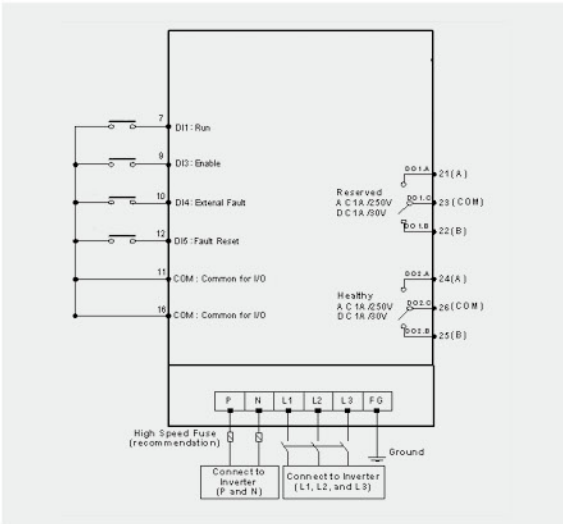 7
DI1: Run
9
DI3: Enable
10
DI4: External Fault
12
DI5: Fault Reset
11
COM : Common for I/O
16
COM : Common for I/O
Reserved
AC 1A /250V
DC 1A /30V
DO1.A
21(A)
DO1.C
23(COM)
DO1.B
22(B)
Healthy
AC 1A /250V
DC 1A /30V
DO2.A
24(A)
DO2.C
26(COM)
DO2.B
25(B)
P N L1 L2 L3 FG
High Speed Fuse
(recommendation)
Ground
Connect to
Inverter
(P and N)
Connect to Inverter
(L1, L2, and L3)